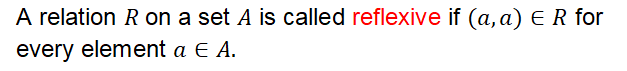 A relation R on a set A is called reflexive if (a, a) ∈ R for
every element a ∈ A.